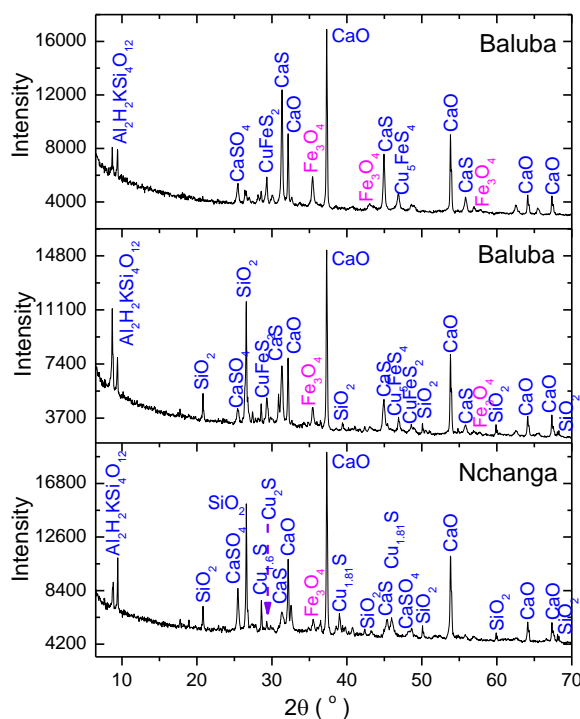 Baluba
Intensity
16000
12000
8000
4000
Al₂H₂KSi₄O₁₂
CaSO₄
CuFeS₂
CaS
CaO
Fe₃O₄
CaO
Fe₃O₄
CaS
Cu₅FeS₄
CaO
CaS
Fe₃O₄
CaO
CaO
Baluba
Intensity
14800
11100
7400
3700
Al₂H₂KSi₄O₁₂
SiO₂
CaSO₄
SiO₂
CuFeS₂
CaS
CaO
Fe₃O₄
CaO
SiO₂
CaS
Cu₅FeS₄
CuFeS₂
SiO₂
CaO
CaS
Fe₃O₄
SiO₂
CaO
CaO
SiO₂
Nchanga
Intensity
16800
12600
8400
4200
Al₂H₂KSi₄O₁₂
SiO₂
CaSO₄
SiO₂
Cu₁.₆S
Cu₂S
CaS
CaO
Fe₃O₄
CaO
Cu₁.₈₁S
SiO₂
CaS
Cu₁.₈₁S
CaSO₄
SiO₂
CaO
SiO₂
CaO
CaO
SiO₂
10 20 30 40 50 60 70
2θ ( ° )